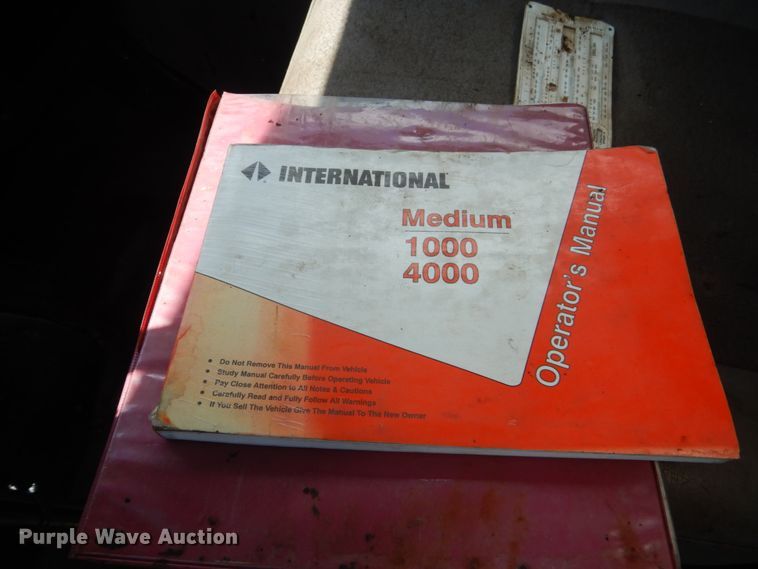 INTERNATIONAL
Medium
1000
4000
Operator's Manual
• Do Not Remove This Manual From Vehicle
• Study Manual Carefully Before Operating Vehicle
• Pay Close Attention to All Notes & Cautions
• Carefully Read and Fully Follow All Warnings
• If You Sell The Vehicle Give The Manual To The New Owner
Purple Wave Auction